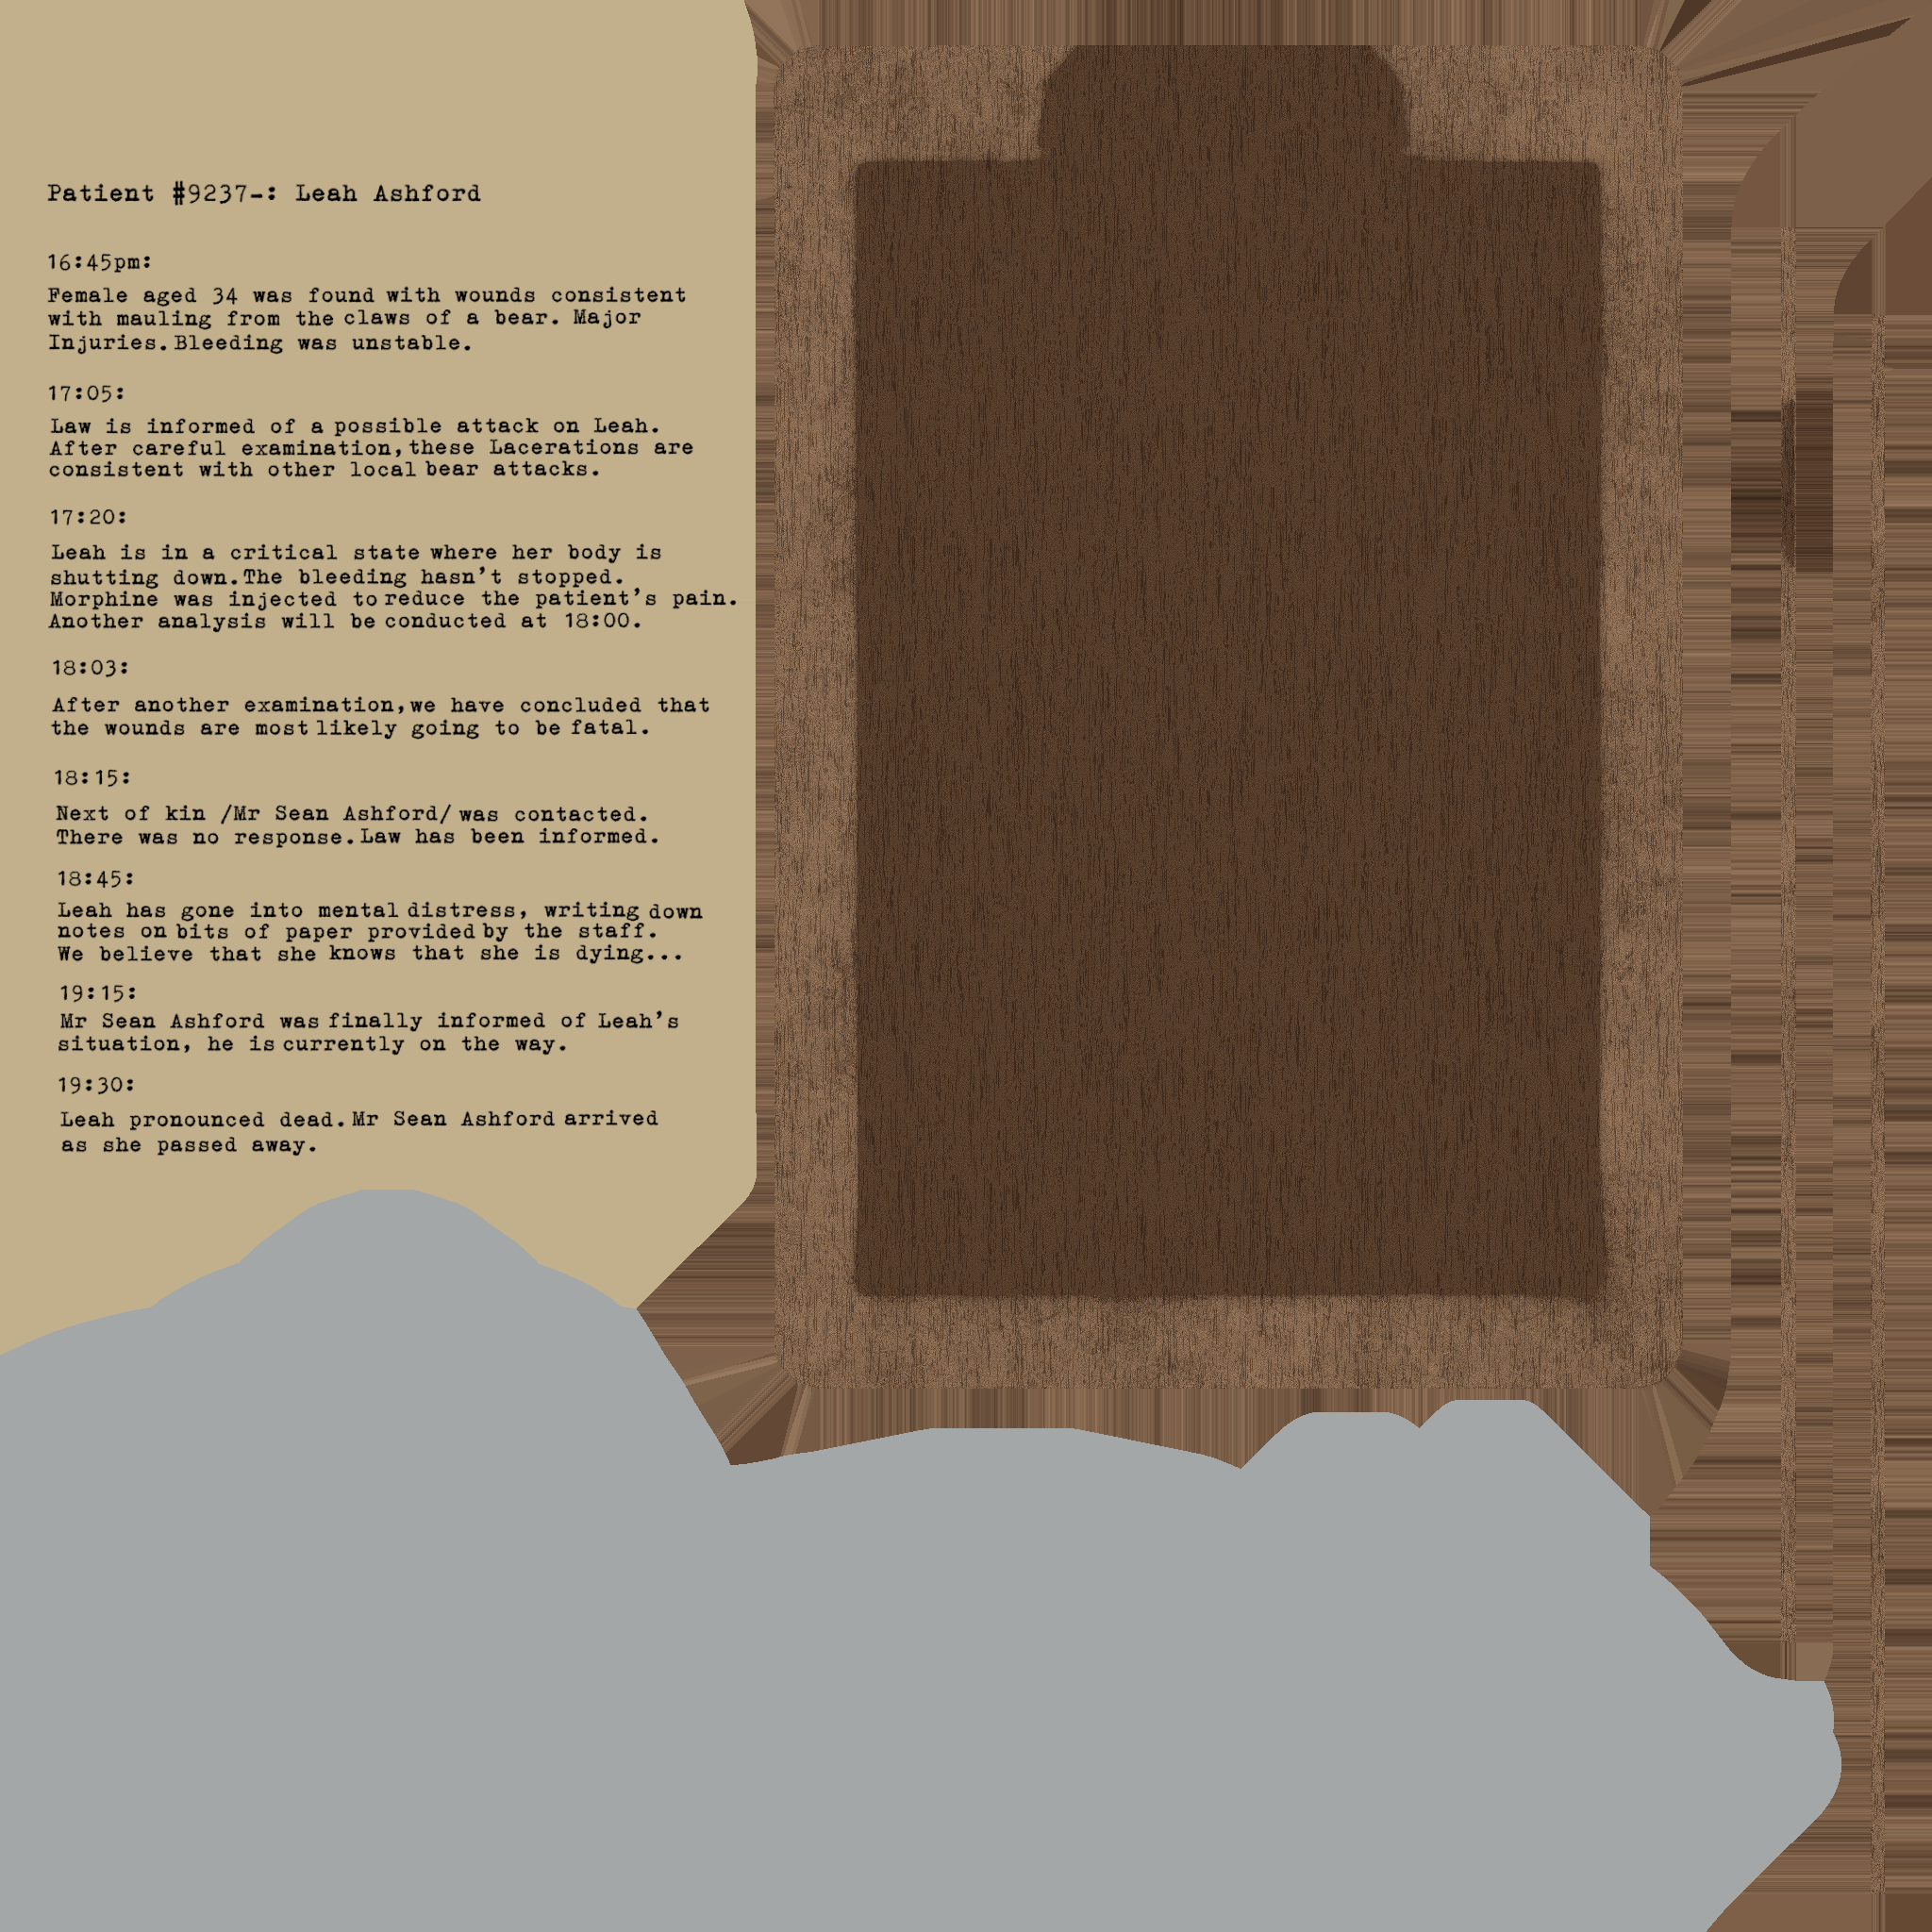 Patient #9237-: Leah Ashford
16:45pm:
Female aged 34 was found with wounds consistent
with mauling from the claws of a bear. Major
Injuries. Bleeding was unstable.
17:05:
Law is informed of a possible attack on Leah.
After careful examination, these Lacerations are
consistent with other local bear attacks.
17:20:
Leah is in a critical state where her body is
shutting down. The bleeding hasn't stopped.
Morphine was injected to reduce the patient's pain.
Another analysis will be conducted at 18:00.
18:03:
After another examination, we have concluded that
the wounds are most likely going to be fatal.
18:15:
Next of kin /Mr Sean Ashford/ was contacted.
There was no response. Law has been informed.
18:45:
Leah has gone into mental distress, writing down
notes on bits of paper provided by the staff.
We believe that she knows that she is dying...
19:15:
Mr Sean Ashford was finally informed of Leah's
situation, he is currently on the way.
19:30:
Leah pronounced dead. Mr Sean Ashford arrived
as she passed away.